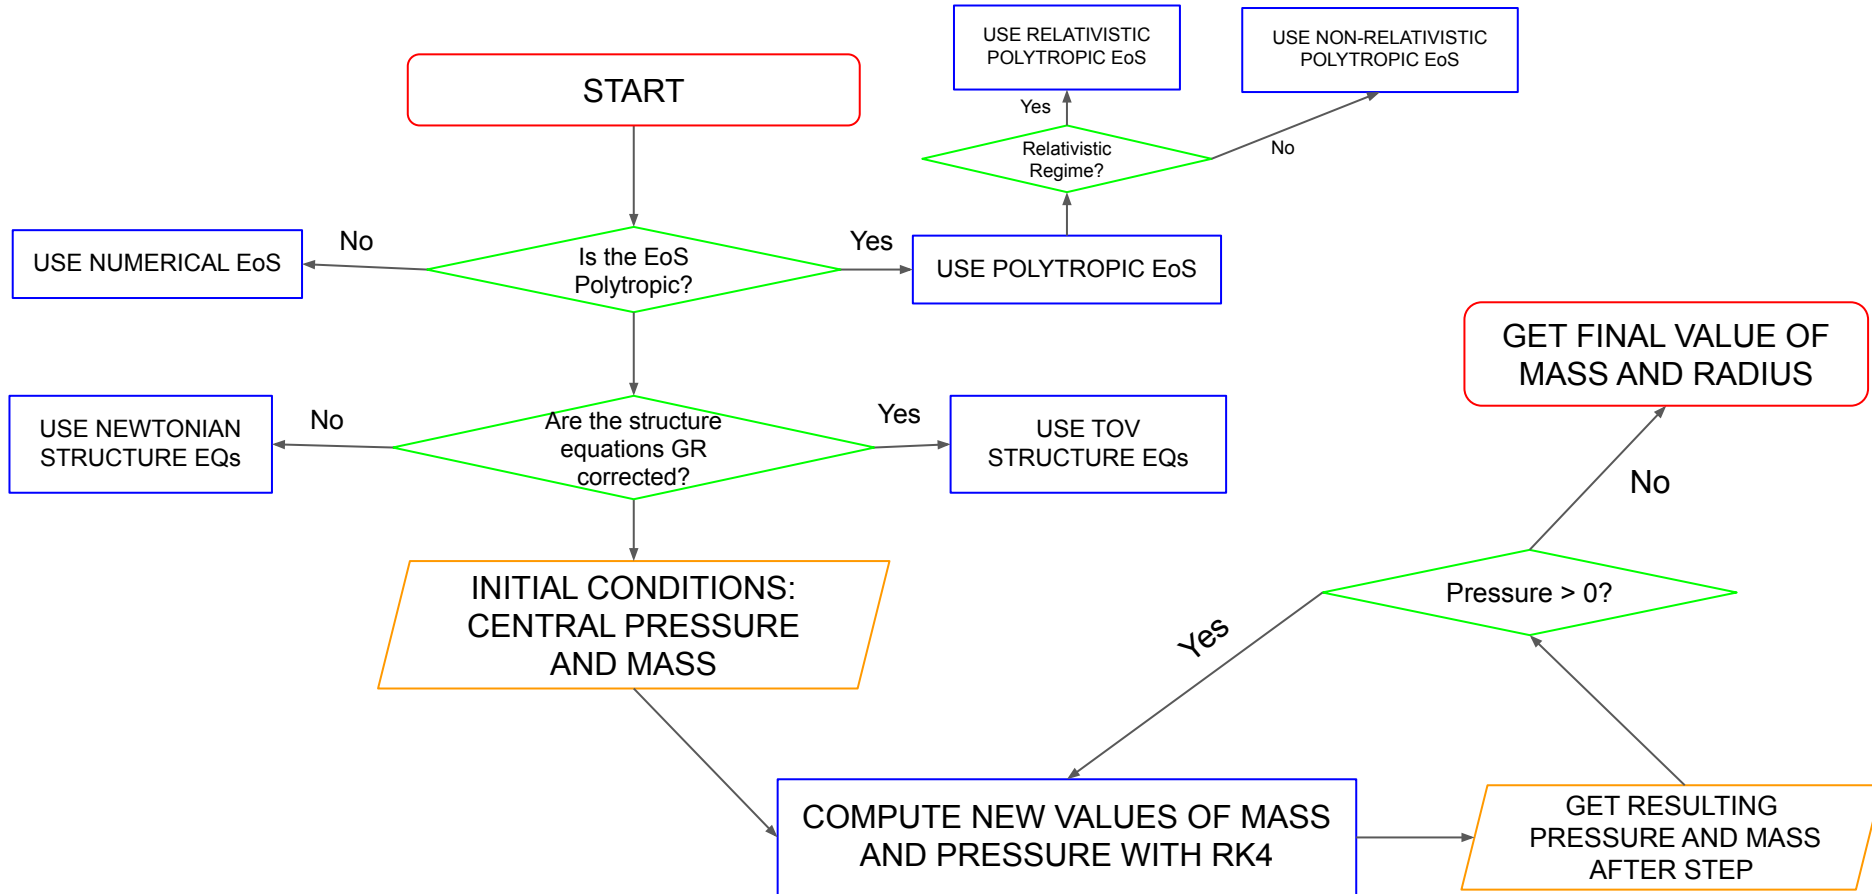 START
USE RELATIVISTIC
POLYTROPIC EoS
USE NON-RELATIVISTIC
POLYTROPIC EoS
Yes
Relativistic
Regime?
No
USE NUMERICAL EoS
No
Is the EoS
Polytropic?
Yes
USE POLYTROPIC EoS
USE NEWTONIAN
STRUCTURE EQs
No
Are the structure
equations GR
corrected?
Yes
USE TOV
STRUCTURE EQs
GET FINAL VALUE OF
MASS AND RADIUS
No
INITIAL CONDITIONS:
CENTRAL PRESSURE
AND MASS
Pressure > 0?
Yes
COMPUTE NEW VALUES OF MASS
AND PRESSURE WITH RK4
GET RESULTING
PRESSURE AND MASS
AFTER STEP